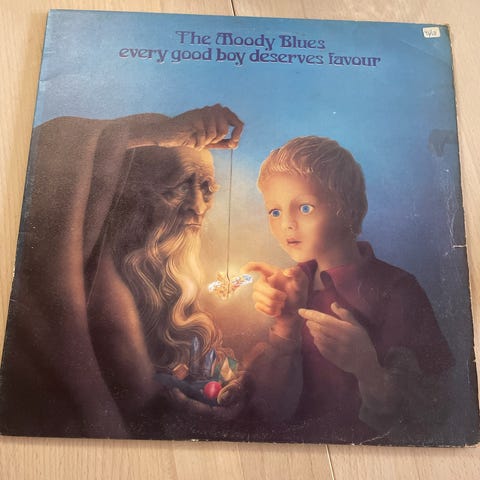 The Moody Blues
every good boy deserves favour